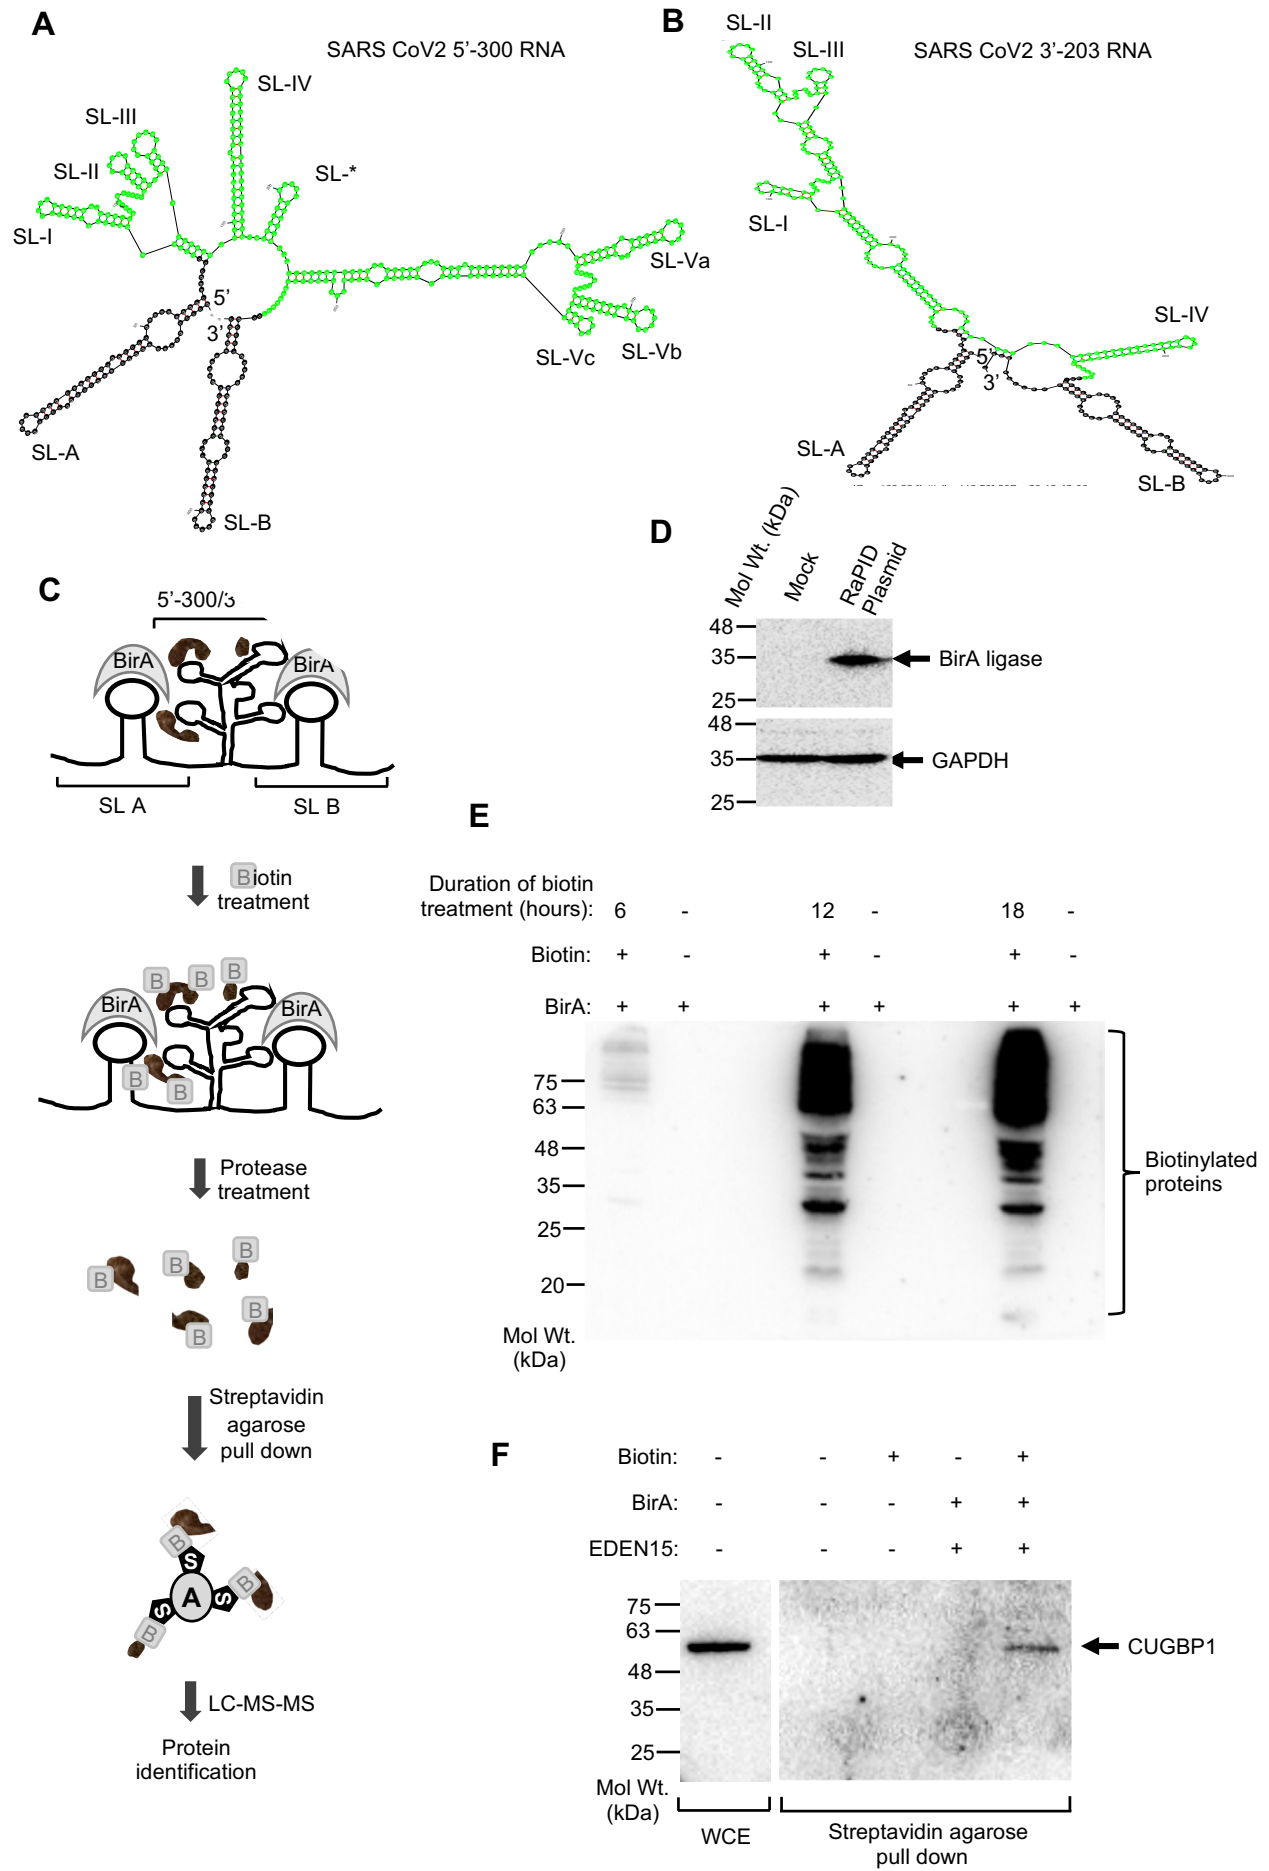 A
SARS CoV2 5'-300 RNA
SL-IV
SL-III
SL-*
SL-II
SL-I
SL-Va
5'
3'
SL-Vc
SL-Vb
SL-A
SL-B
B
SL-II
SL-III
SARS CoV2 3'-203 RNA
SL-I
SL-IV
5'
3'
SL-A
SL-B
C
5'-300/3
BirA
BirA
SL A
SL B
Biotin
treatment
B
B
B
BirA
BirA
B
B
Protease
treatment
B
B
B
B
B
Streptavidin
agarose
pull down
B
S
B
A
S
S
B
LC-MS-MS
Protein
identification
D
Mol Wt. (kDa)
Mock
RaPID
Plasmid
48
35
BirA ligase
25
48
35
GAPDH
25
E
Duration of biotin
treatment (hours): 6 - 12 - 18 -
Biotin: + - + - + -
BirA: + + + + + +
75
63
48
Biotinylated
proteins
35
25
20
Mol Wt.
(kDa)
F
Biotin: - - + - +
BirA: - - - + +
EDEN15: - - - + +
75
63
CUGBP1
48
35
25
Mol Wt.
(kDa)
WCE
Streptavidin agarose
pull down